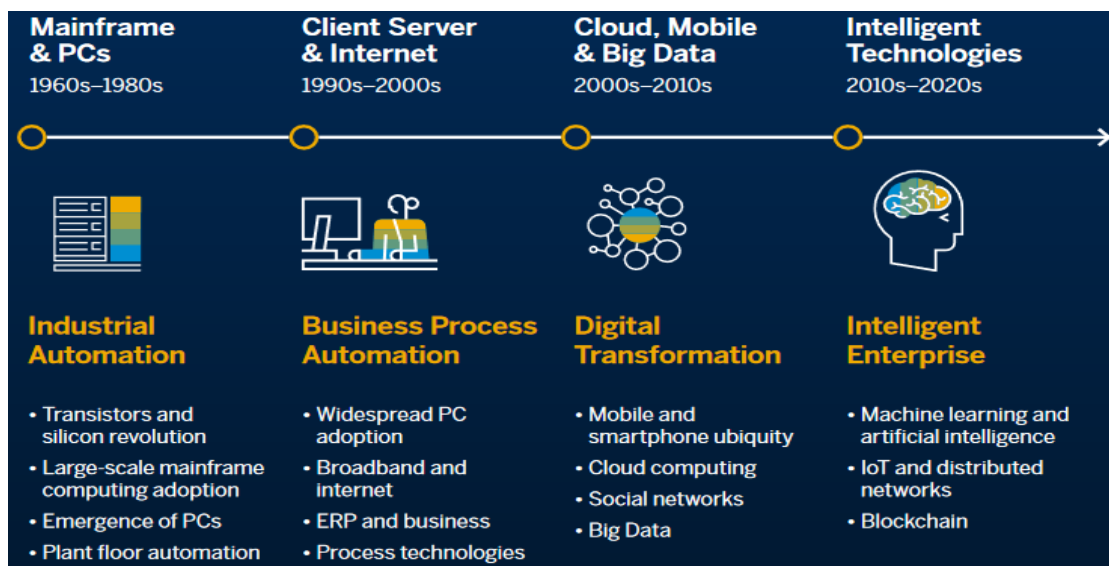 Mainframe
& PCs
1960s–1980s
Client Server
& Internet
1990s–2000s
Cloud, Mobile
& Big Data
2000s–2010s
Intelligent
Technologies
2010s–2020s
Industrial
Automation
• Transistors and
silicon revolution
• Large-scale mainframe
computing adoption
• Emergence of PCs
• Plant floor automation
Business Process
Automation
• Widespread PC
adoption
• Broadband and
internet
• ERP and business
• Process technologies
Digital
Transformation
• Mobile and
smartphone ubiquity
• Cloud computing
• Social networks
• Big Data
Intelligent
Enterprise
• Machine learning and
artificial intelligence
• IoT and distributed
networks
• Blockchain